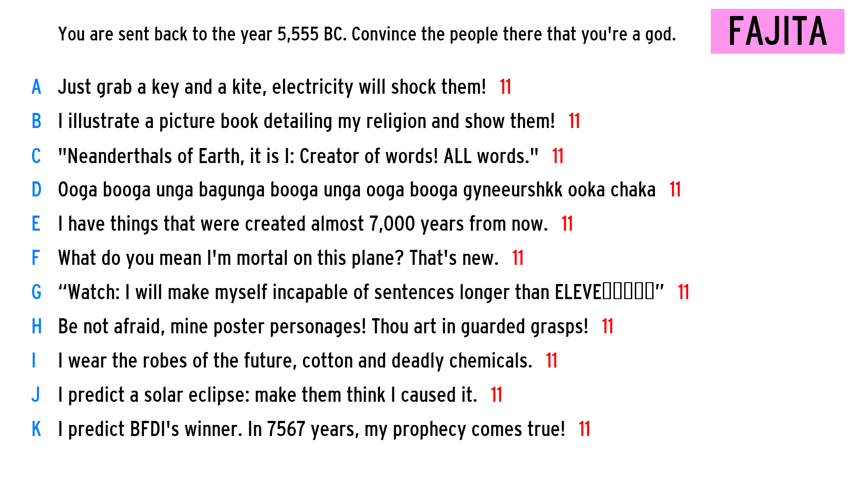 You are sent back to the year 5,555 BC. Convince the people there that you're a god.
FAJITA
A Just grab a key and a kite, electricity will shock them! 11
B I illustrate a picture book detailing my religion and show them! 11
C "Neanderthals of Earth, it is I: Creator of words! ALL words." 11
D Ooga booga unga bagunga booga unga ooga booga gyneeurshkk ooka chaka 11
E I have things that were created almost 7,000 years from now. 11
F What do you mean I'm mortal on this plane? That's new. 11
G “Watch: I will make myself incapable of sentences longer than ELEVE▯▯▯▯▯” 11
H Be not afraid, mine poster personages! Thou art in guarded grasps! 11
I I wear the robes of the future, cotton and deadly chemicals. 11
J I predict a solar eclipse: make them think I caused it. 11
K I predict BFDI's winner. In 7567 years, my prophecy comes true! 11